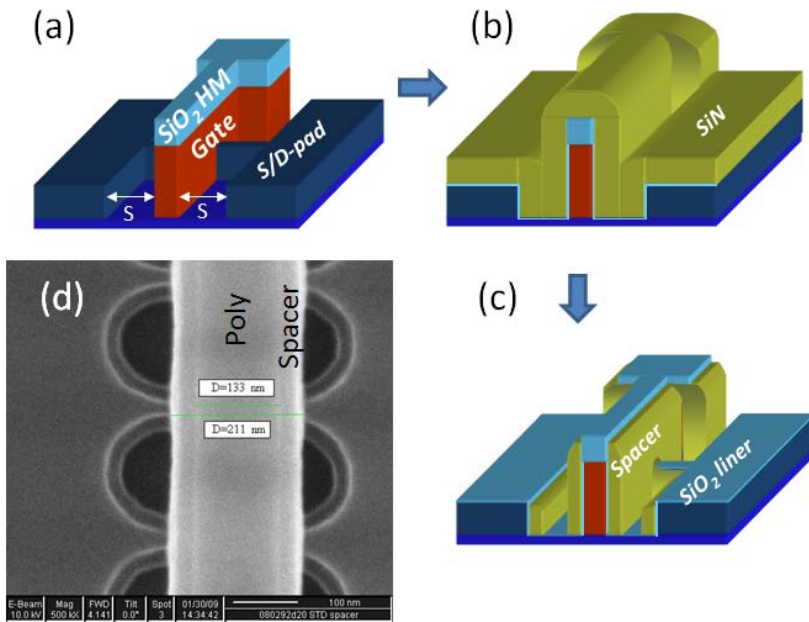 (a)
SiO₂ HM
Gate
S/D-pad
S
S
(b)
SiN
(c)
Spacer
SiO₂ liner
(d)
Poly
Spacer
D=133 nm
D=211 nm
E-Beam Mag FWD Tilt Spot 01/30/09 100 nm
10.0 kV 500 kX 4.141 0.0° 3 14:34:42 080292d20 STD spacer